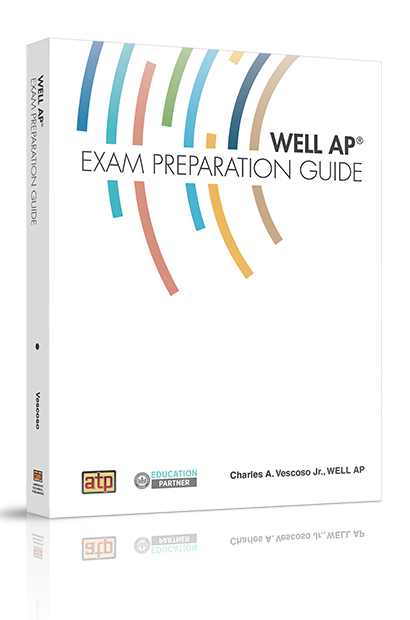 WELL AP®
EXAM PREPARATION GUIDE
atp
EDUCATION
PARTNER
Charles A. Vescoso Jr., WELL AP
WELL AP®
EXAM PREPARATION GUIDE
Vescoso
atp